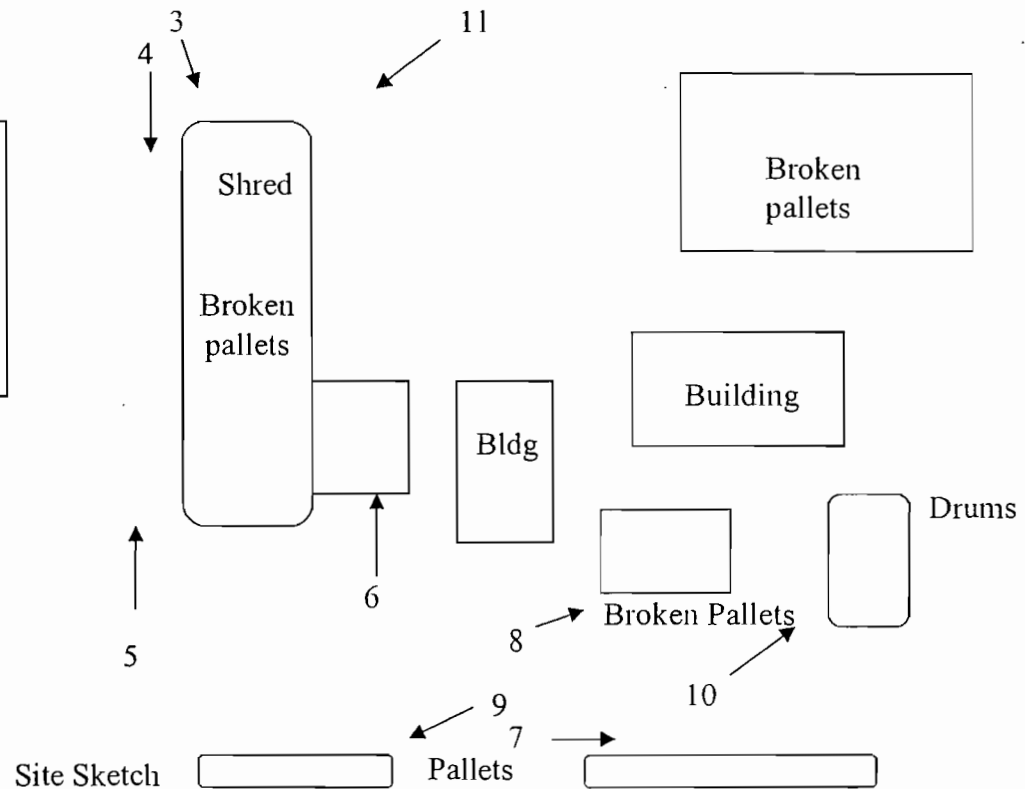 3
11
4
Shred
Broken
pallets
Broken
pallets
Building
Bldg
Drums
6
Broken Pallets
8
5
10
9
7
Site Sketch
Pallets